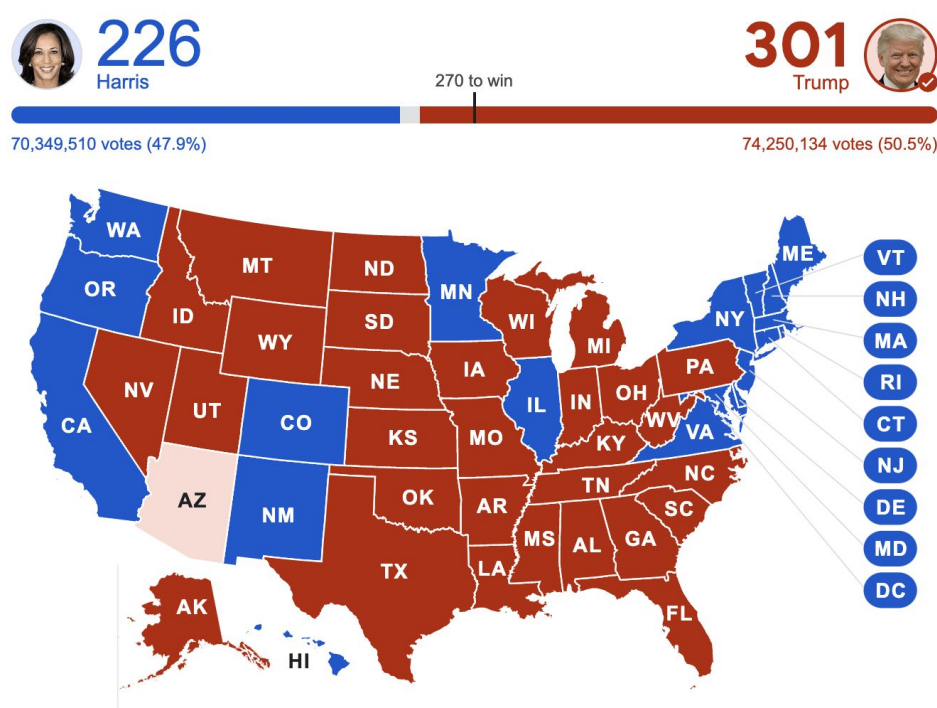 226
Harris
301
Trump
270 to win
70,349,510 votes (47.9%)
74,250,134 votes (50.5%)
WA
MT
ND
MN
ME
VT
OR
ID
SD
WI
NY
NH
WY
MI
MA
NV
UT
NE
IA
PA
RI
CA
CO
KS
MO
IL
IN
OH
WV
VA
CT
KY
NJ
AZ
NM
OK
AR
TN
NC
SC
DE
TX
LA
MS
AL
GA
MD
AK
FL
DC
HI